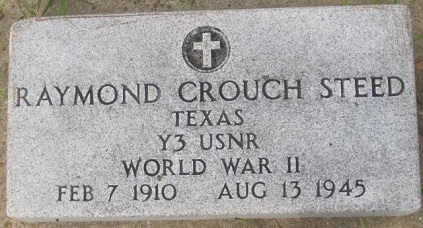 RAYMOND CROUCH STEED
TEXAS
Y3 USNR
WORLD WAR II
FEB 7 1910 AUG 13 1945